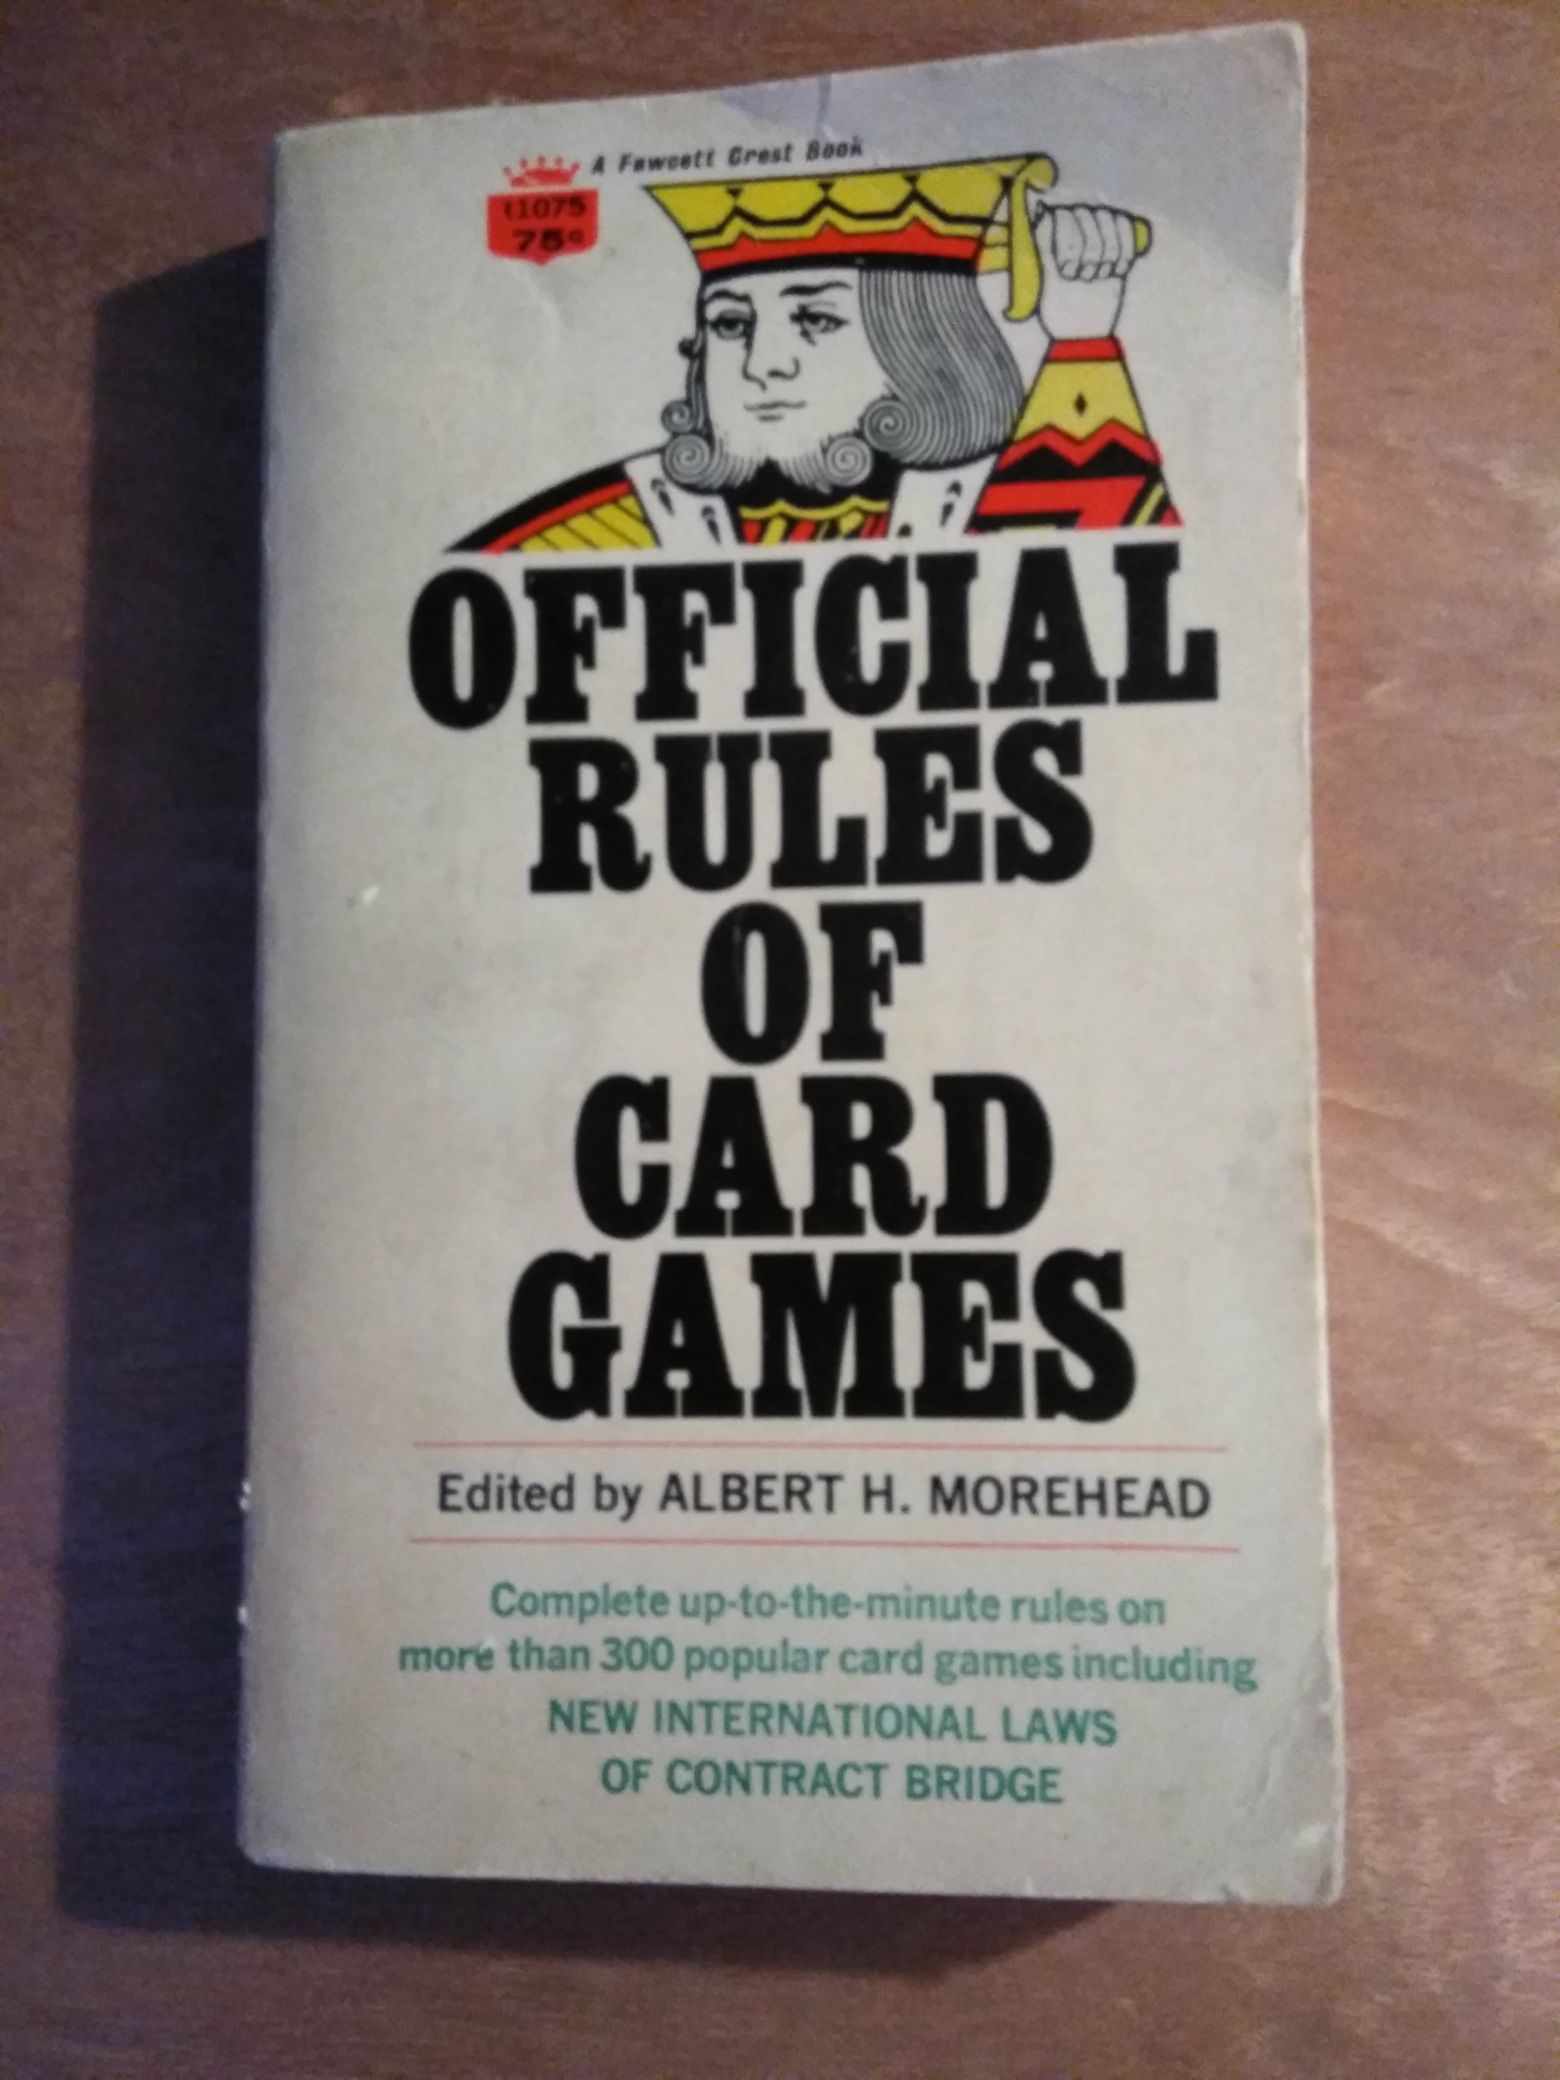 A Fawcett Crest Book
t1075
75¢
OFFICIAL
RULES
OF
CARD
GAMES
Edited by ALBERT H. MOREHEAD
Complete up-to-the-minute rules on
more than 300 popular card games including
NEW INTERNATIONAL LAWS
OF CONTRACT BRIDGE